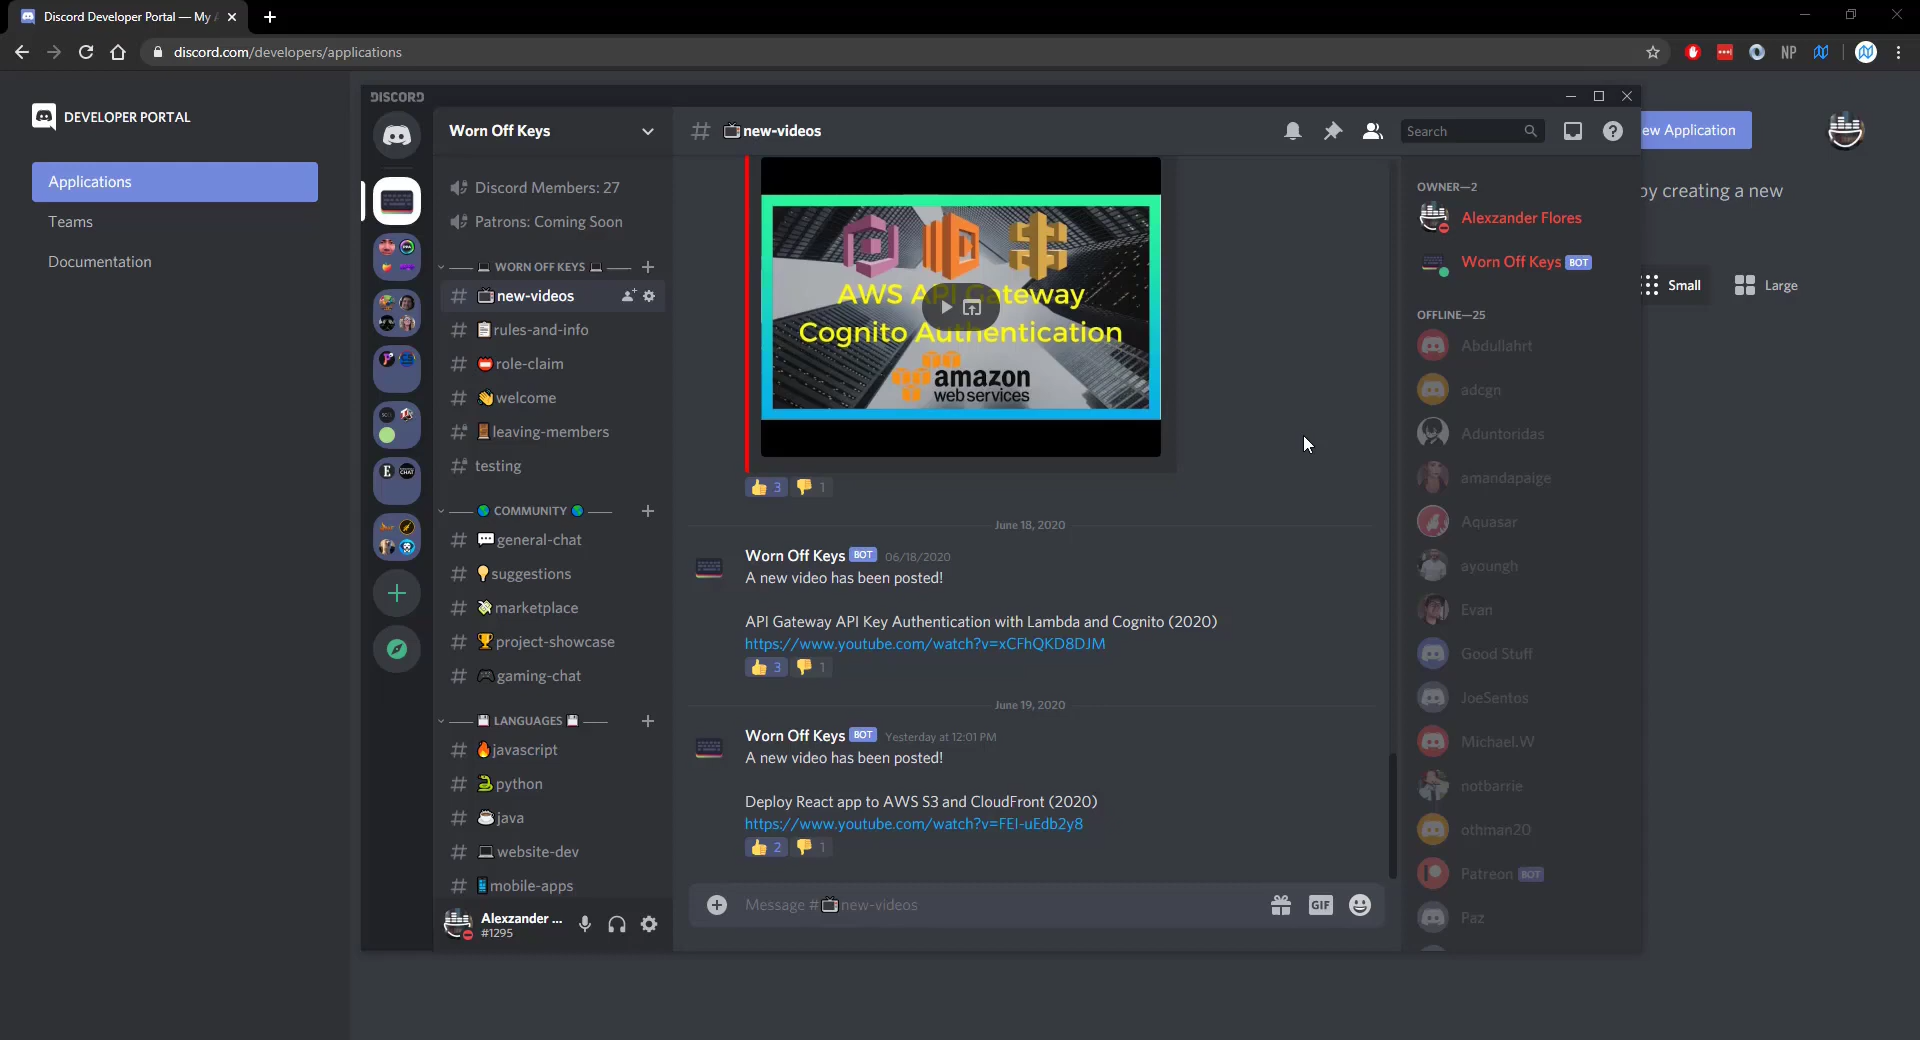 Discord Developer Portal — My A
discord.com/developers/applications
NP
DEVELOPER PORTAL
Applications
Teams
Documentation
ew Application
by creating a new
Small
Large
DISCORD
Worn Off Keys
Discord Members: 27
Patrons: Coming Soon
WORN OFF KEYS
new-videos
rules-and-info
role-claim
welcome
leaving-members
testing
COMMUNITY
general-chat
suggestions
marketplace
project-showcase
gaming-chat
LANGUAGES
javascript
python
java
website-dev
mobile-apps
Alexzander ...
#1295
new-videos
Search
AWS API Gateway
Cognito Authentication
amazon
webservices
3
1
June 18, 2020
Worn Off Keys BOT 06/18/2020
A new video has been posted!
API Gateway API Key Authentication with Lambda and Cognito (2020)
https://www.youtube.com/watch?v=xCFhQKD8DJM
3
1
June 19, 2020
Worn Off Keys BOT Yesterday at 12:01 PM
A new video has been posted!
Deploy React app to AWS S3 and CloudFront (2020)
https://www.youtube.com/watch?v=FEI-uEdb2y8
2
1
Message #new-videos
GIF
OWNER—2
Alexzander Flores
Worn Off Keys BOT
OFFLINE—25
Abdullahrt
adcgn
Aduntoridas
amandapaige
Aquasar
ayoungh
Evan
Good Stuff
JoeSentos
Michael.W
notbarrie
othman20
Patreon BOT
Paz